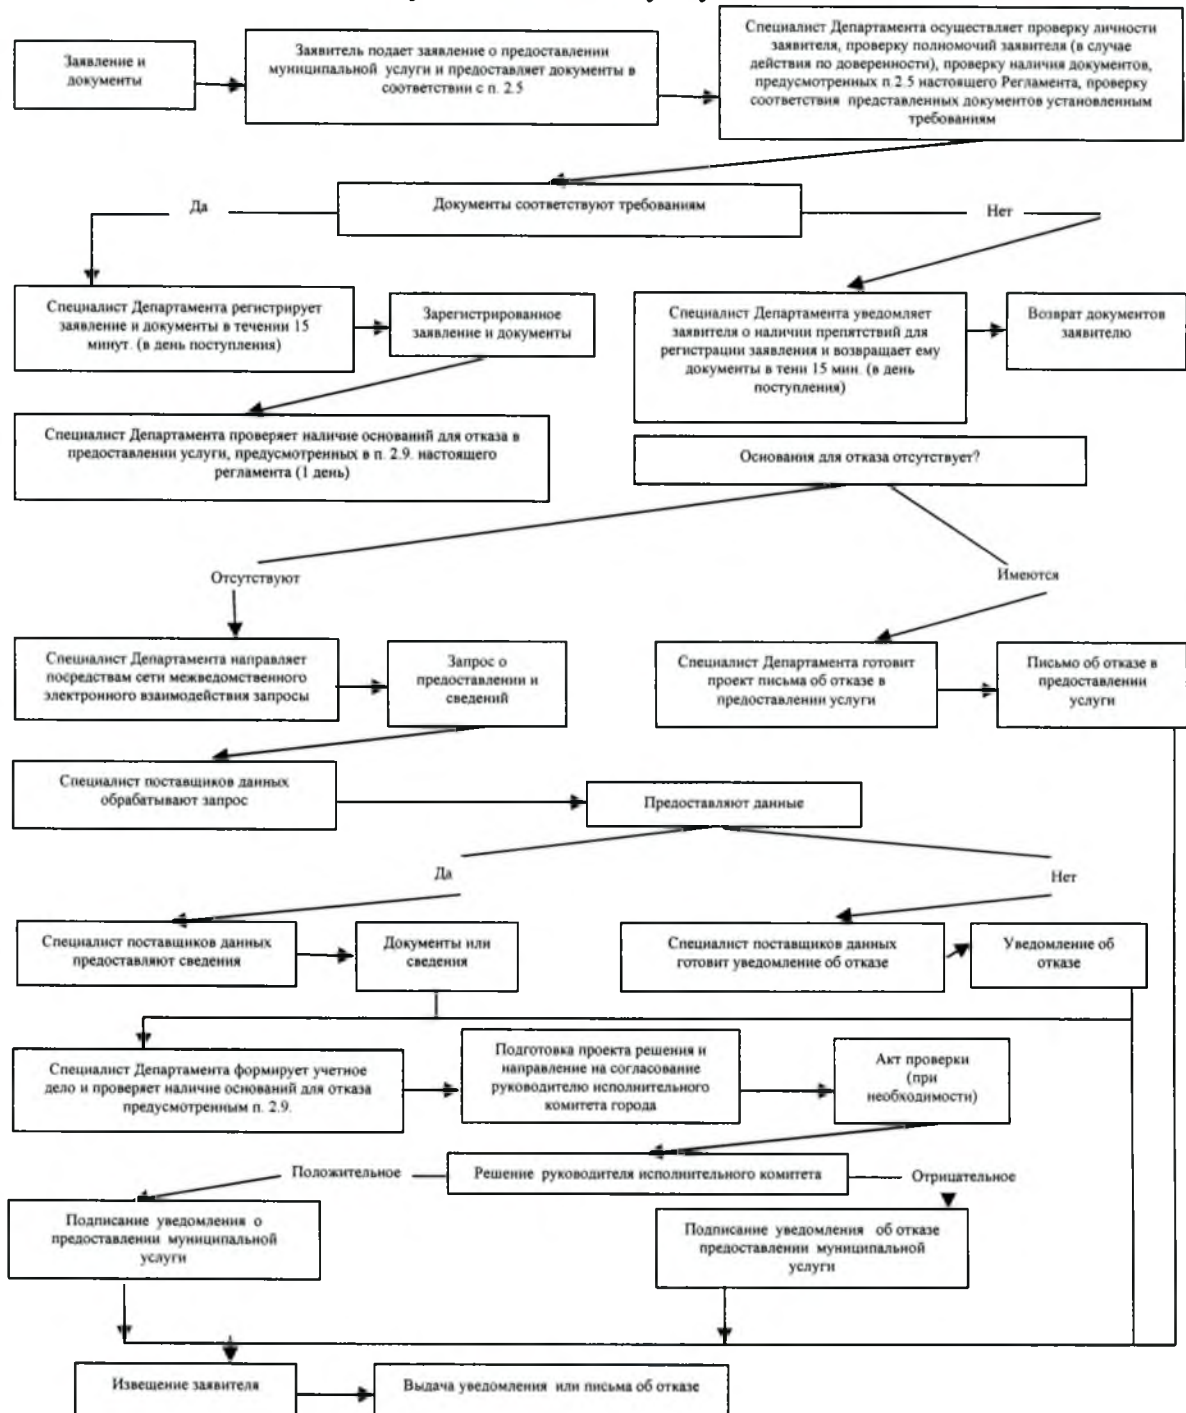 Заявление и
документы
Заявитель подает заявление о предоставлении
муниципальной услуги и предоставляет документы в
соответствии с п. 2.5
Специалист Департамента осуществляет проверку личности
заявителя, проверку полномочий заявителя (в случае
действия по доверенности), проверку наличия документов,
предусмотренных п.2.5 настоящего Регламента, проверку
соответствия представленных документов установленным
требованиям
Документы соответствуют требованиям
Да
Нет
Специалист Департамента регистрирует
заявление и документы в течении 15
минут. (в день поступления)
Зарегистрированное
заявление и документы
Специалист Департамента уведомляет
заявителя о наличии препятствий для
регистрации заявления и возвращает ему
документы в тени 15 мин. (в день
поступления)
Возврат документов
заявителю
Специалист Департамента проверяет наличие оснований для отказа в
предоставлении услуги, предусмотренных в п. 2.9. настоящего
регламента (1 день)
Основания для отказа отсутствует?
Отсутствуют
Имеются
Специалист Департамента направляет
посредствам сети межведомственного
электронного взаимодействия запросы
Запрос о
предоставлении и
сведений
Специалист Департамента готовит
проект письма об отказе в
предоставлении услуги
Письмо об отказе в
предоставлении
услуги
Специалист поставщиков данных
обрабатывают запрос
Предоставляют данные
Да
Нет
Специалист поставщиков данных
предоставляют сведения
Документы или
сведения
Специалист поставщиков данных
готовит уведомление об отказе
Уведомление об
отказе
Специалист Департамента формирует учетное
дело и проверяет наличие оснований для отказа
предусмотренным п. 2.9.
Подготовка проекта решения и
направление на согласование
руководителю исполнительного
комитета города
Акт проверки
(при
необходимости)
Решение руководителя исполнительного комитета
Положительное
Отрицательное
Подписание уведомления о
предоставлении муниципальной
услуги
Подписание уведомления об отказе
предоставлении муниципальной
услуги
Извещение заявителя
Выдача уведомления или письма об отказе